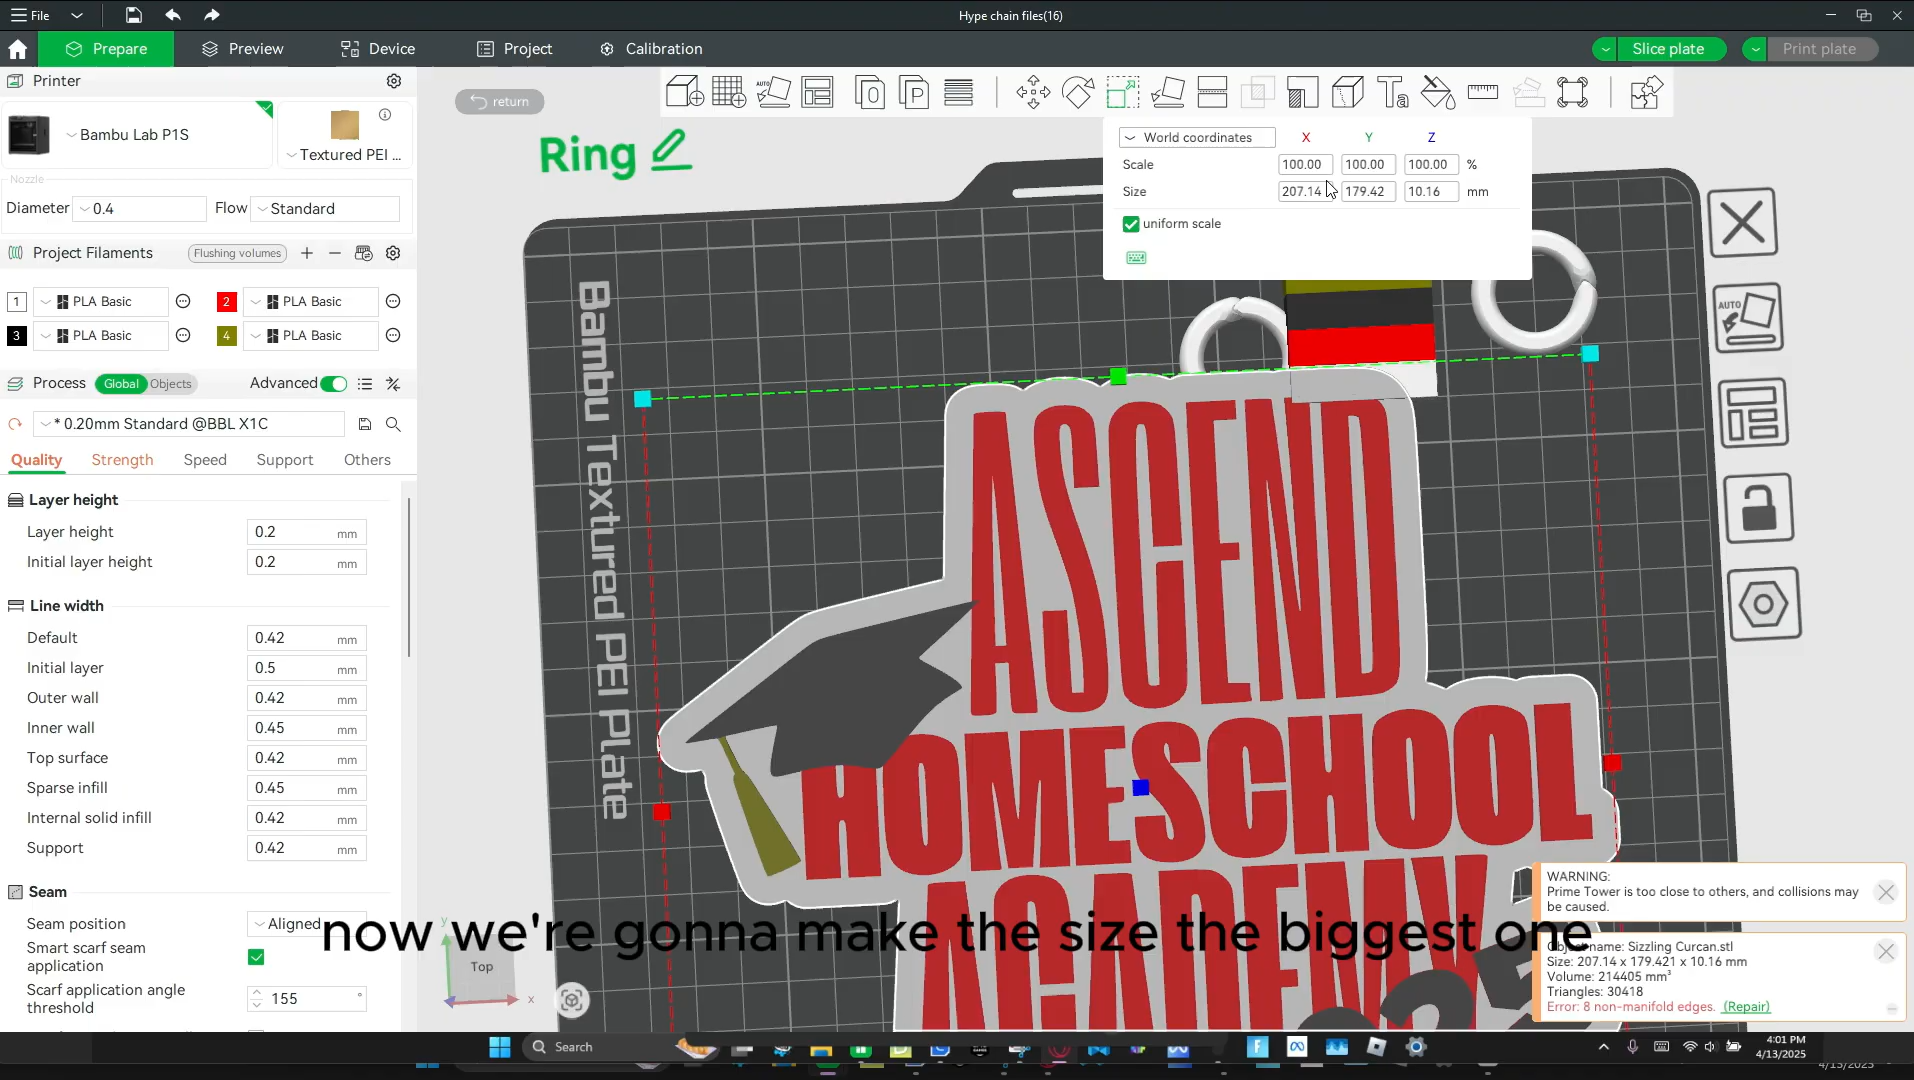 File
Hype chain files(16)
Prepare
Preview
Device
Project
Calibration
Slice plate
Print plate
Printer
Bambu Lab P1S
Textured PEI ...
Nozzle
Diameter
0.4
Flow
Standard
Project Filaments
Flushing volumes
1
PLA Basic
2
PLA Basic
3
PLA Basic
4
PLA Basic
Process
Global
Objects
Advanced
* 0.20mm Standard @BBL X1C
Quality
Strength
Speed
Support
Others
Layer height
Layer height
0.2
mm
Initial layer height
0.2
mm
Line width
Default
0.42
mm
Initial layer
0.5
mm
Outer wall
0.42
mm
Inner wall
0.45
mm
Top surface
0.42
mm
Sparse infill
0.45
mm
Internal solid infill
0.42
mm
Support
0.42
mm
Seam
Seam position
Aligned
Smart scarf seam
application
Scarf application angle
threshold
155
°
return
AUTO
Ring
World coordinates
X
Y
Z
Scale
100.00
100.00
100.00
%
Size
207.14
179.42
10.16
mm
uniform scale
Bambu Textured PEI Plate
AUTO
ASCEND
HOMESCHOOL
ACADEMY
25
now we're gonna make the size the biggest one
y
Top
x
WARNING:
Prime Tower is too close to others, and collisions may
be caused.
Object name: Sizzling Curcan.stl
Size: 207.14 x 179.421 x 10.16 mm
Volume: 214405 mm³
Triangles: 30418
Error: 8 non-manifold edges. (Repair)
Search
4:01 PM
4/13/2025